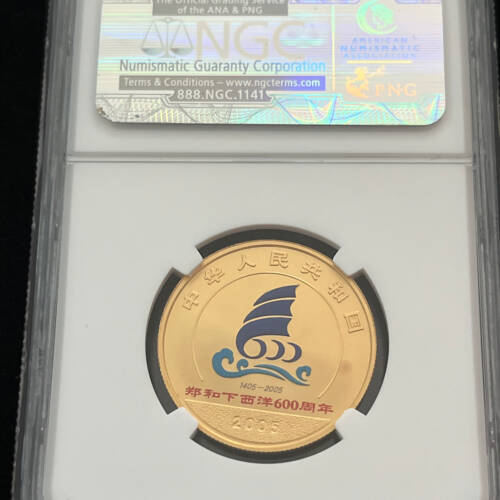 The Official Grading Service
of the ANA & PNG
NGC
Numismatic Guaranty Corporation
Terms & Conditions – www.ngcterms.com
888.NGC.1141
AMERICAN
NUMISMATIC
ASSOCIATION
PNG
中华人民共和国
600
1405-2005
郑和下西洋600周年
2005